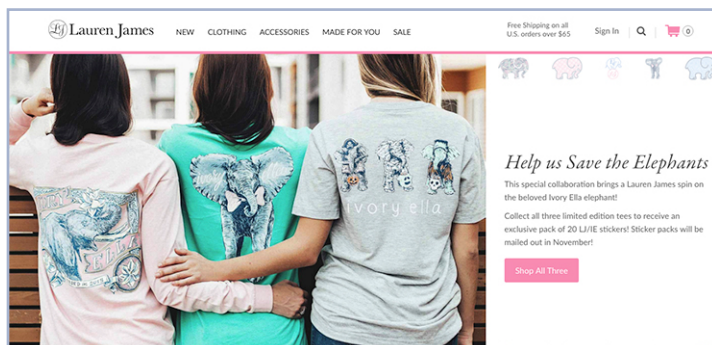 LJ Lauren James
NEW CLOTHING ACCESSORIES MADE FOR YOU SALE
Free Shipping on all
U.S. orders over $65
Sign In
0
ivory ella
Help us Save the Elephants
This special collaboration brings a Lauren James spin on
the beloved Ivory Ella elephant!
Collect all three limited edition tees to receive an
exclusive pack of 20 LJ/IE stickers! Sticker packs will be
mailed out in November!
Shop All Three